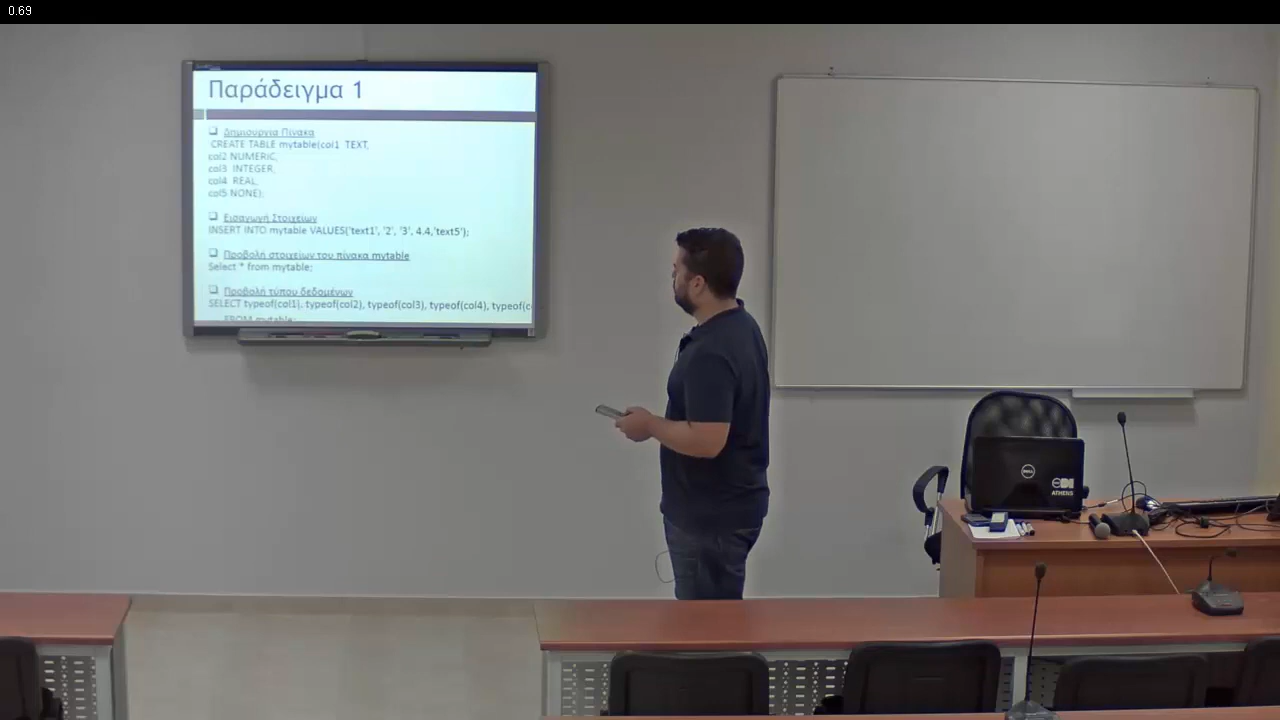 0.69
Παράδειγμα 1
Δημιουργία Πίνακα
CREATE TABLE mytable(col1 TEXT,
col2 NUMERIC,
col3 INTEGER,
col4 REAL,
col5 NONE);
Εισαγωγή Στοιχείων
INSERT INTO mytable VALUES('text1', '2', '3', 4.4,'text5');
Προβολή στοιχείων του πίνακα mytable
Select * from mytable;
Προβολή τύπου δεδομένων
SELECT typeof(col1), typeof(col2), typeof(col3), typeof(col4), typeof(c
FROM mytable;
DELL
ATHENS